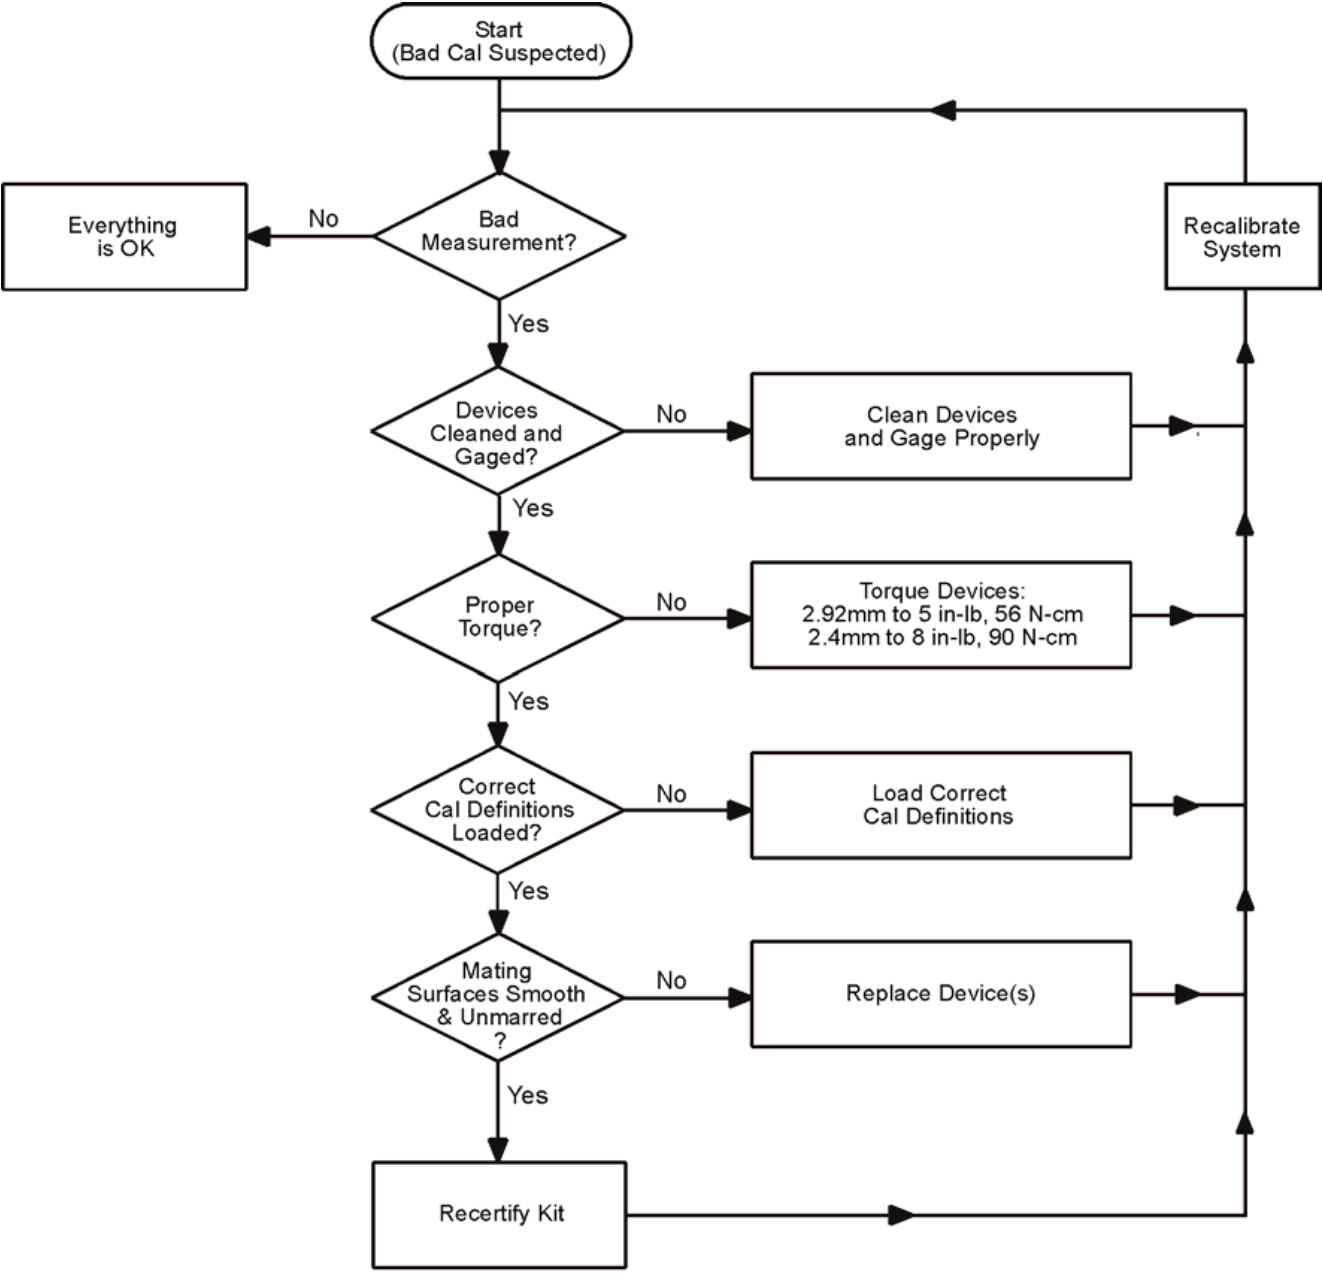 Start
(Bad Cal Suspected)
Bad
Measurement?
No
Everything
is OK
Recalibrate
System
Yes
Devices
Cleaned and
Gaged?
No
Clean Devices
and Gage Properly
Yes
Proper
Torque?
No
Torque Devices:
2.92mm to 5 in-lb, 56 N-cm
2.4mm to 8 in-lb, 90 N-cm
Yes
Correct
Cal Definitions
Loaded?
No
Load Correct
Cal Definitions
Yes
Mating
Surfaces Smooth
& Unmarred
?
No
Replace Device(s)
Yes
Recertify Kit